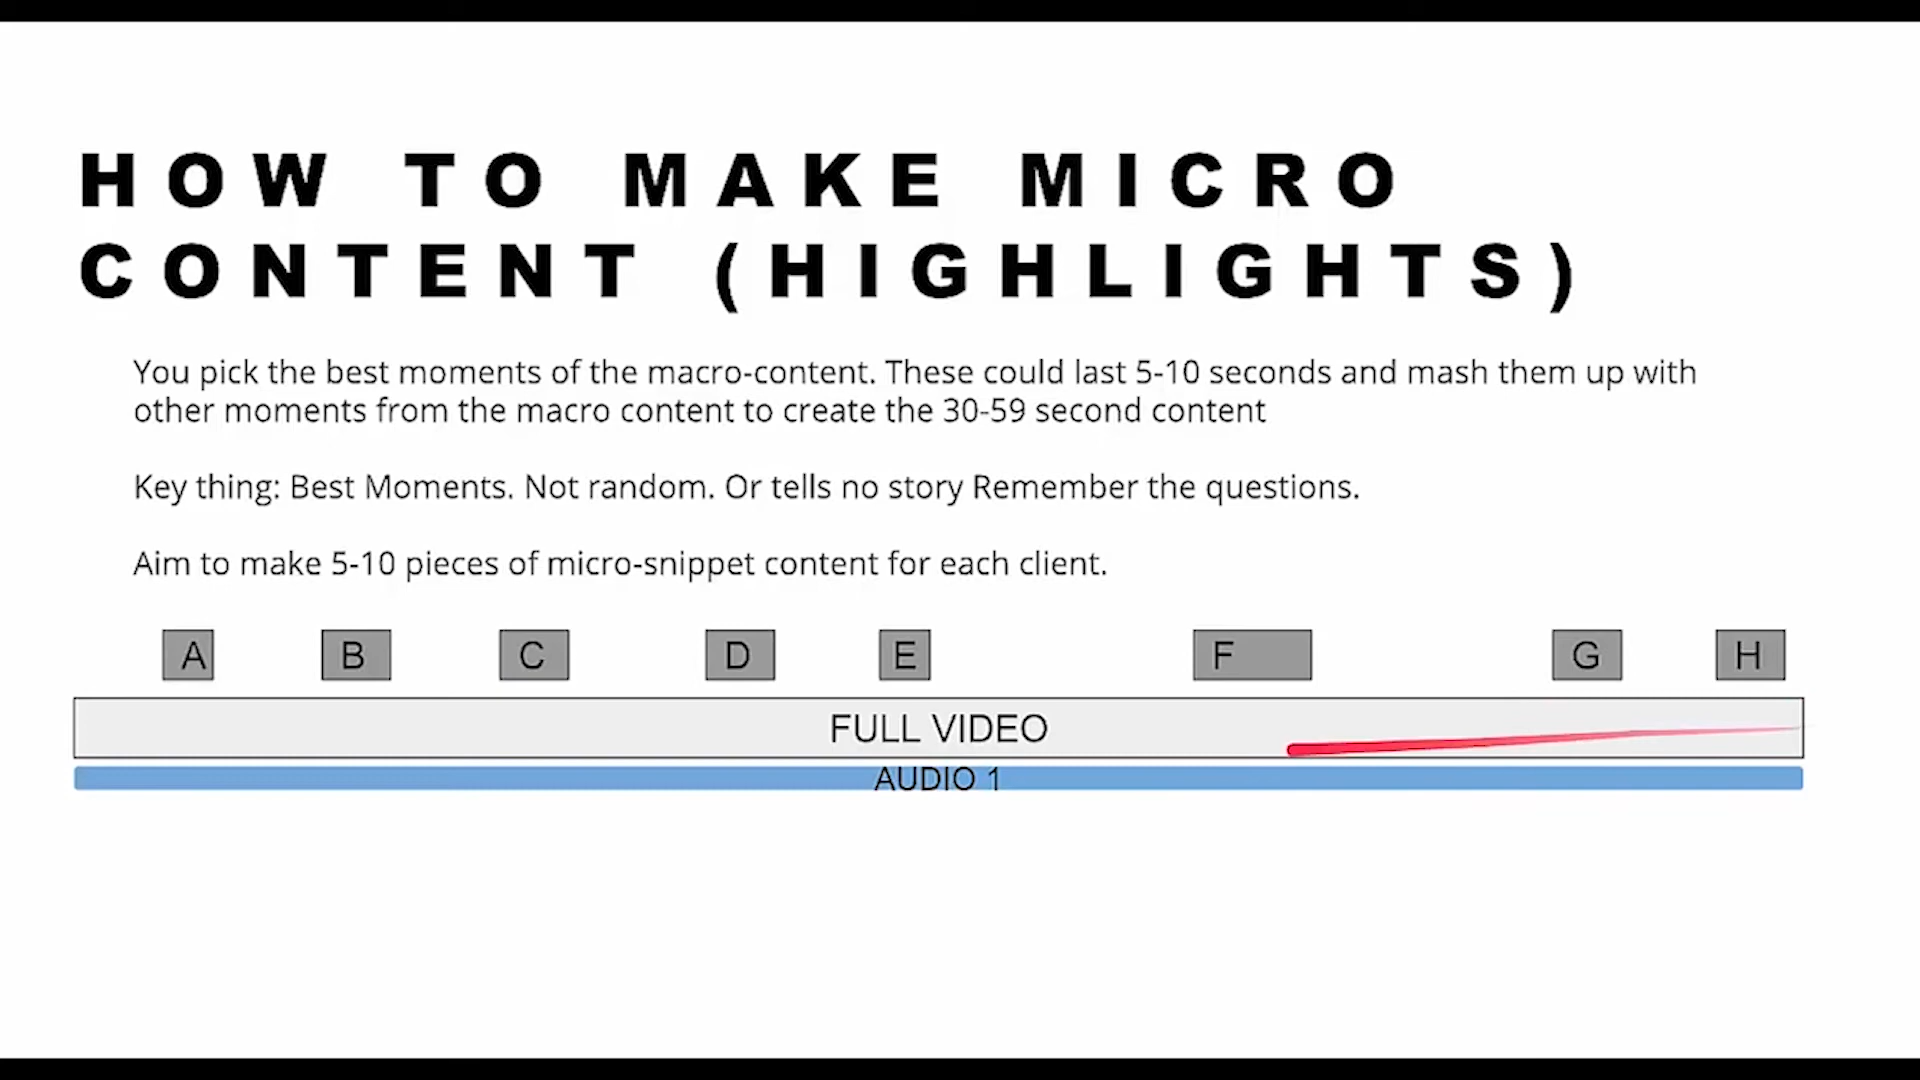 HOW TO MAKE MICRO
CONTENT (HIGHLIGHTS)
You pick the best moments of the macro-content. These could last 5-10 seconds and mash them up with
other moments from the macro content to create the 30-59 second content
Key thing: Best Moments. Not random. Or tells no story Remember the questions.
Aim to make 5-10 pieces of micro-snippet content for each client.
A B C D E F G H
FULL VIDEO
AUDIO 1